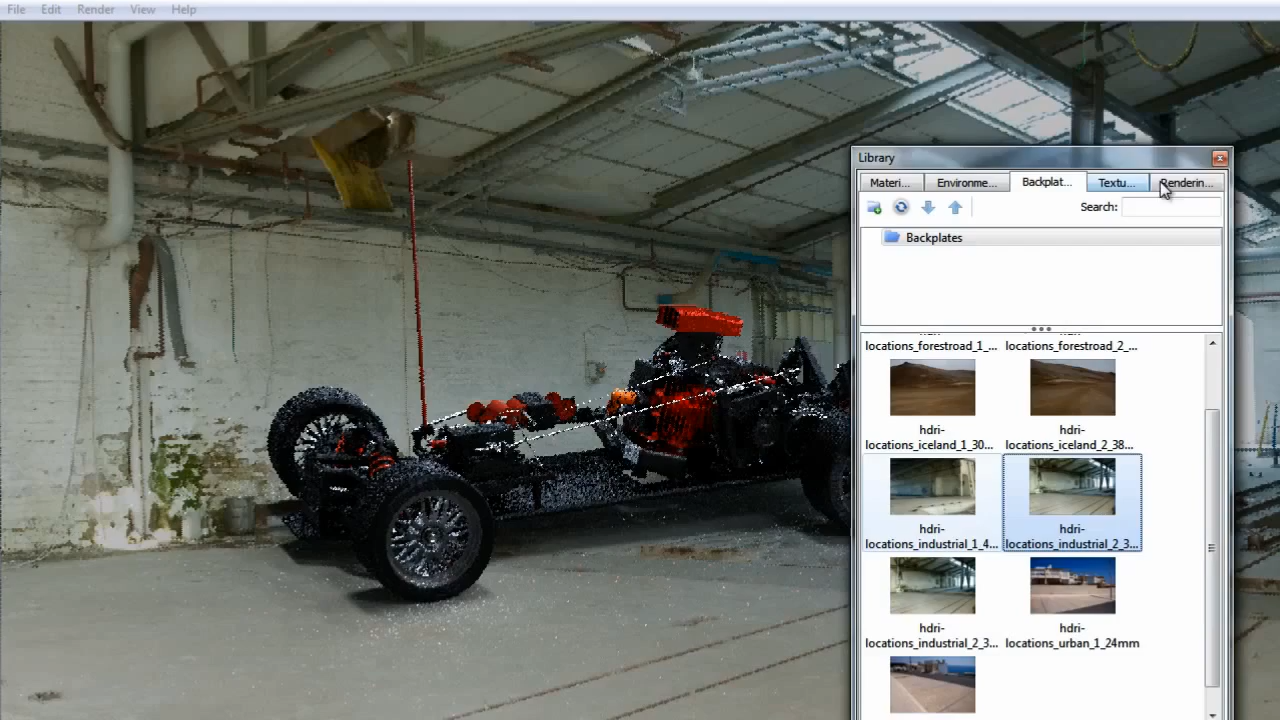 File Edit Render View Help
Library
Materi... Environme... Backplat... Textu... Renderin...
Search:
Backplates
locations_forestroad_1_... locations_forestroad_2_...
hdri- hdri-
locations_iceland_1_30... locations_iceland_2_38...
hdri- hdri-
locations_industrial_1_4... locations_industrial_2_3...
hdri- hdri-
locations_industrial_2_3... locations_urban_1_24mm